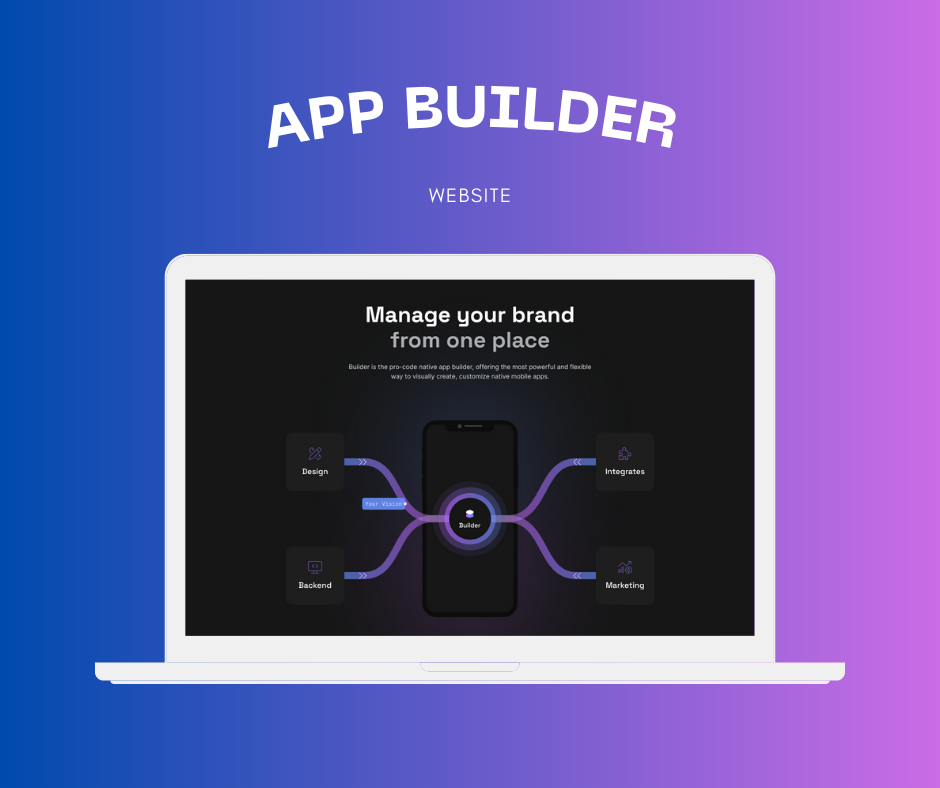 APP BUILDER
WEBSITE
Manage your brand
from one place
Builder is the pro-code native app builder, offering the most powerful and flexible
way to visually create, customize native mobile apps.
Design
Integrates
Your Vision
Builder
Backend
Marketing